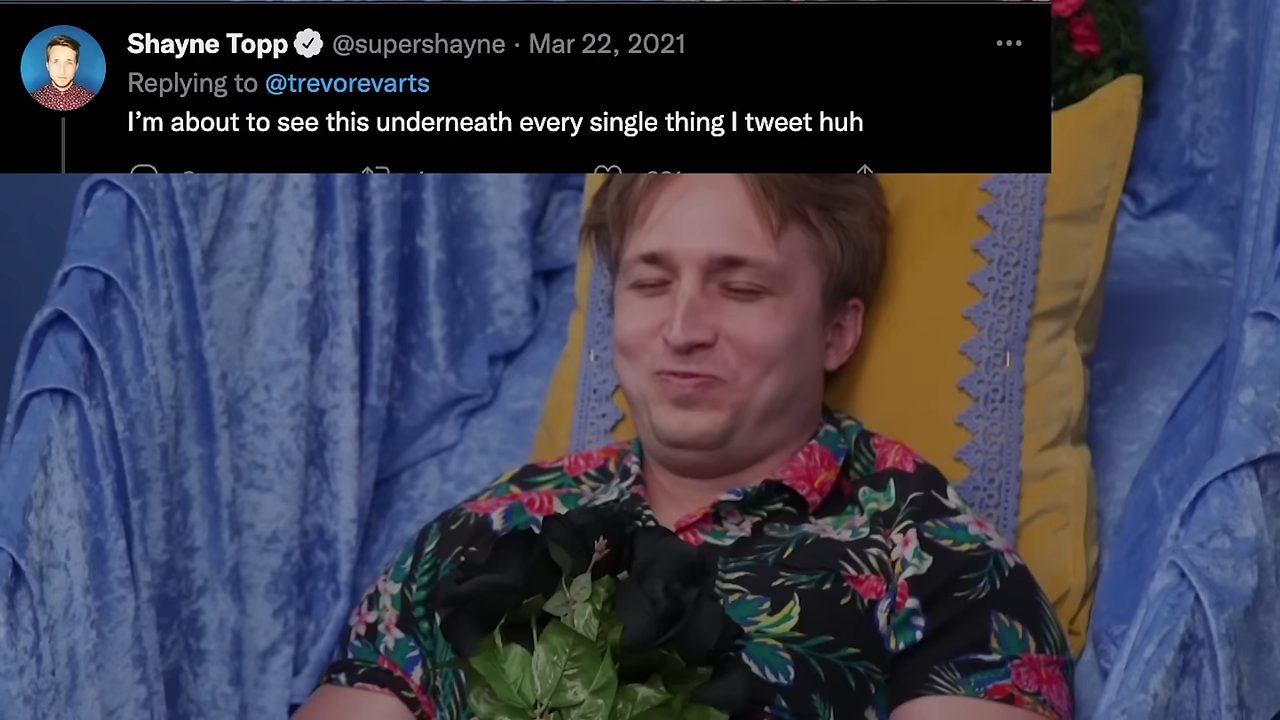 Shayne Topp @supershayne · Mar 22, 2021
Replying to @trevorevarts
I’m about to see this underneath every single thing I tweet huh